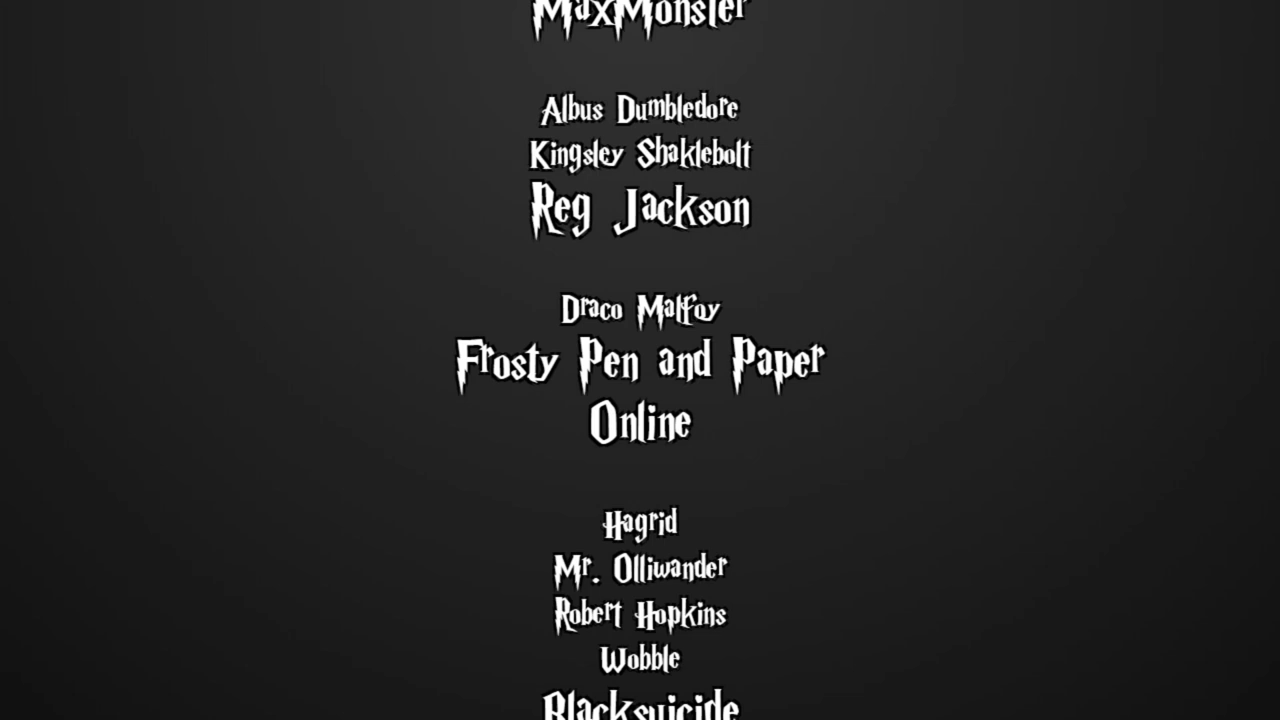 MaxMonster
Albus Dumbledore
Kingsley Shaklebolt
Reg Jackson
Draco Malfoy
Frosty Pen and Paper
Online
Hagrid
Mr. Olliwander
Robert Hopkins
Wobble
Blacksuicide